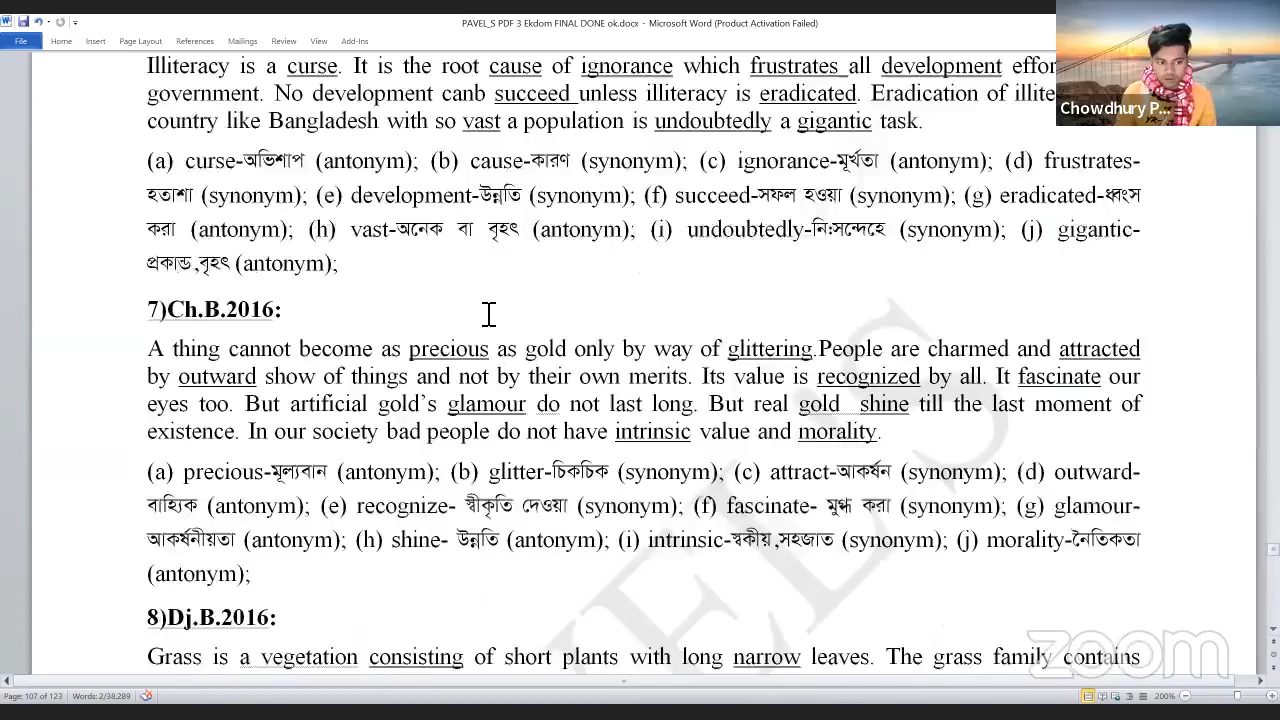 PAVEL_S PDF 3 Ekdom FINAL DONE ok.docx - Microsoft Word (Product Activation Failed)
File Home Insert Page Layout References Mailings Review View Add-Ins
Illiteracy is a curse. It is the root cause of ignorance which frustrates all development effor
government. No development canb succeed unless illiteracy is eradicated. Eradication of illite
country like Bangladesh with so vast a population is undoubtedly a gigantic task.
(a) curse-অভিশাপ (antonym); (b) cause-কারণ (synonym); (c) ignorance-মূর্খতা (antonym); (d) frustrates-
হতাশা (synonym); (e) development-উন্নতি (synonym); (f) succeed-সফল হওয়া (synonym); (g) eradicated-ধ্বংস
করা (antonym); (h) vast-অনেক বা বৃহৎ (antonym); (i) undoubtedly-নিঃসন্দেহে (synonym); (j) gigantic-
প্রকান্ড,বৃহৎ (antonym);
7)Ch.B.2016:
A thing cannot become as precious as gold only by way of glittering.People are charmed and attracted
by outward show of things and not by their own merits. Its value is recognized by all. It fascinate our
eyes too. But artificial gold's glamour do not last long. But real gold shine till the last moment of
existence. In our society bad people do not have intrinsic value and morality.
(a) precious-মূল্যবান (antonym); (b) glitter-চিকচিক (synonym); (c) attract-আকর্ষন (synonym); (d) outward-
বাহ্যিক (antonym); (e) recognize- স্বীকৃতি দেওয়া (synonym); (f) fascinate- মুগ্ধ করা (synonym); (g) glamour-
আকর্ষনীয়তা (antonym); (h) shine- উন্নতি (antonym); (i) intrinsic-স্বকীয়,সহজাত (synonym); (j) morality-নৈতিকতা
(antonym);
8)Dj.B.2016:
Grass is a vegetation consisting of short plants with long narrow leaves. The grass family contains
Chowdhury P...
zoom
Page: 107 of 123 Words: 2/38,289
200%